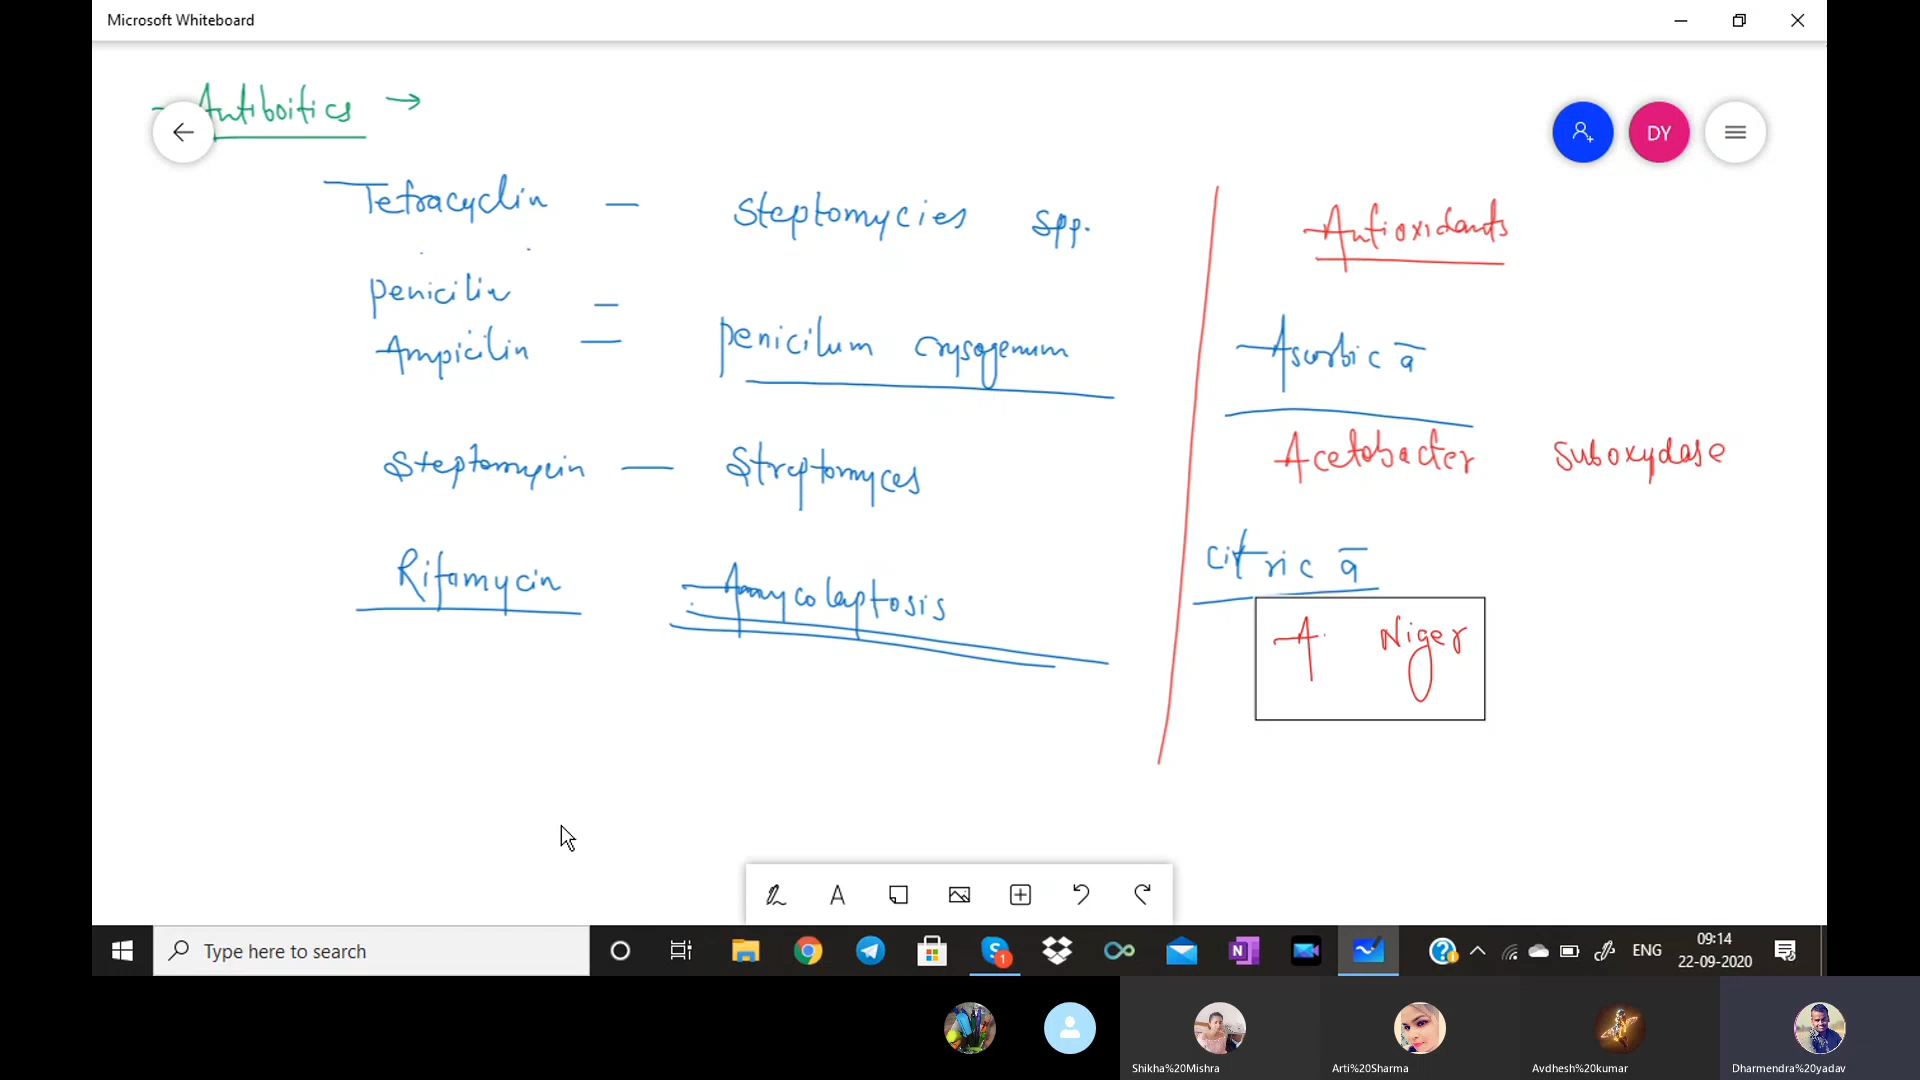 Microsoft Whiteboard
Antiboitics →
DY
Tetracyclin — Steptomycies spp.
Penicilin —
Ampicilin — Penicilum crysogenum
Steptomycin — Streptomyces
Rifamycin Amycolaptosis
Antioxidants
Ascorbic a
Acetobacter Suboxydase
Citric a
A. Niger
Type here to search
ENG
09:14
22-09-2020
1
Shikha%20Mishra
Arti%20Sharma
Avdhesh%20kumar
Dharmendra%20yadav